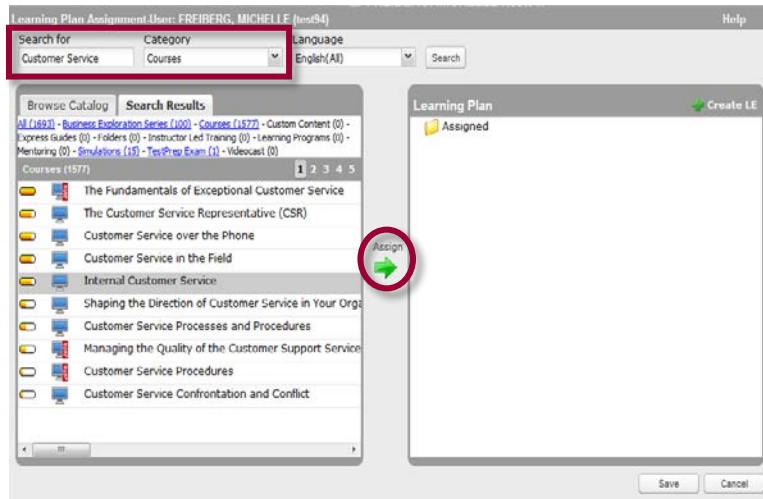 Learning Plan Assignment-User: FREIBERG, MICHELLE (test94) Help
Search for Category Language
Customer Service Courses English(All) Search
Browse Catalog Search Results
All (1693) - Business Exploration Series (100) - Courses (1577) - Custom Content (0) -
Express Guides (0) - Folders (0) - Instructor Led Training (0) - Learning Programs (0) -
Mentoring (0) - Simulations (15) - TestPrep Exam (1) - Videocast (0)
Courses (1577) 1 2 3 4 5
The Fundamentals of Exceptional Customer Service
The Customer Service Representative (CSR)
Customer Service over the Phone
Customer Service in the Field
Internal Customer Service
Shaping the Direction of Customer Service in Your Orga
Customer Service Processes and Procedures
Managing the Quality of the Customer Support Service
Customer Service Procedures
Customer Service Confrontation and Conflict
Assign
Learning Plan Create LE
Assigned
Save Cancel